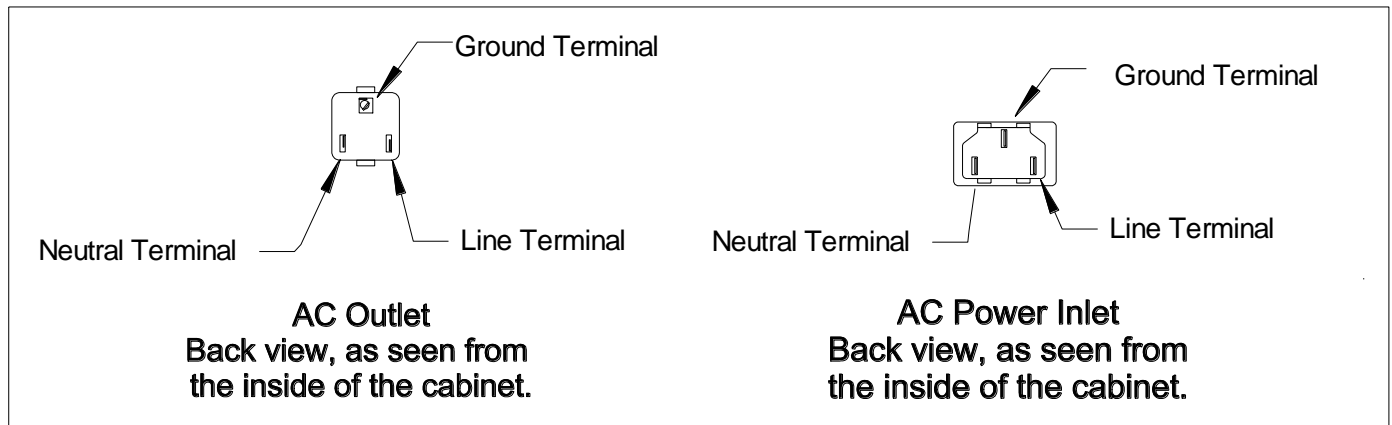 Ground Terminal
Neutral Terminal
Line Terminal
AC Outlet
Back view, as seen from
the inside of the cabinet.
Ground Terminal
Neutral Terminal
Line Terminal
AC Power Inlet
Back view, as seen from
the inside of the cabinet.